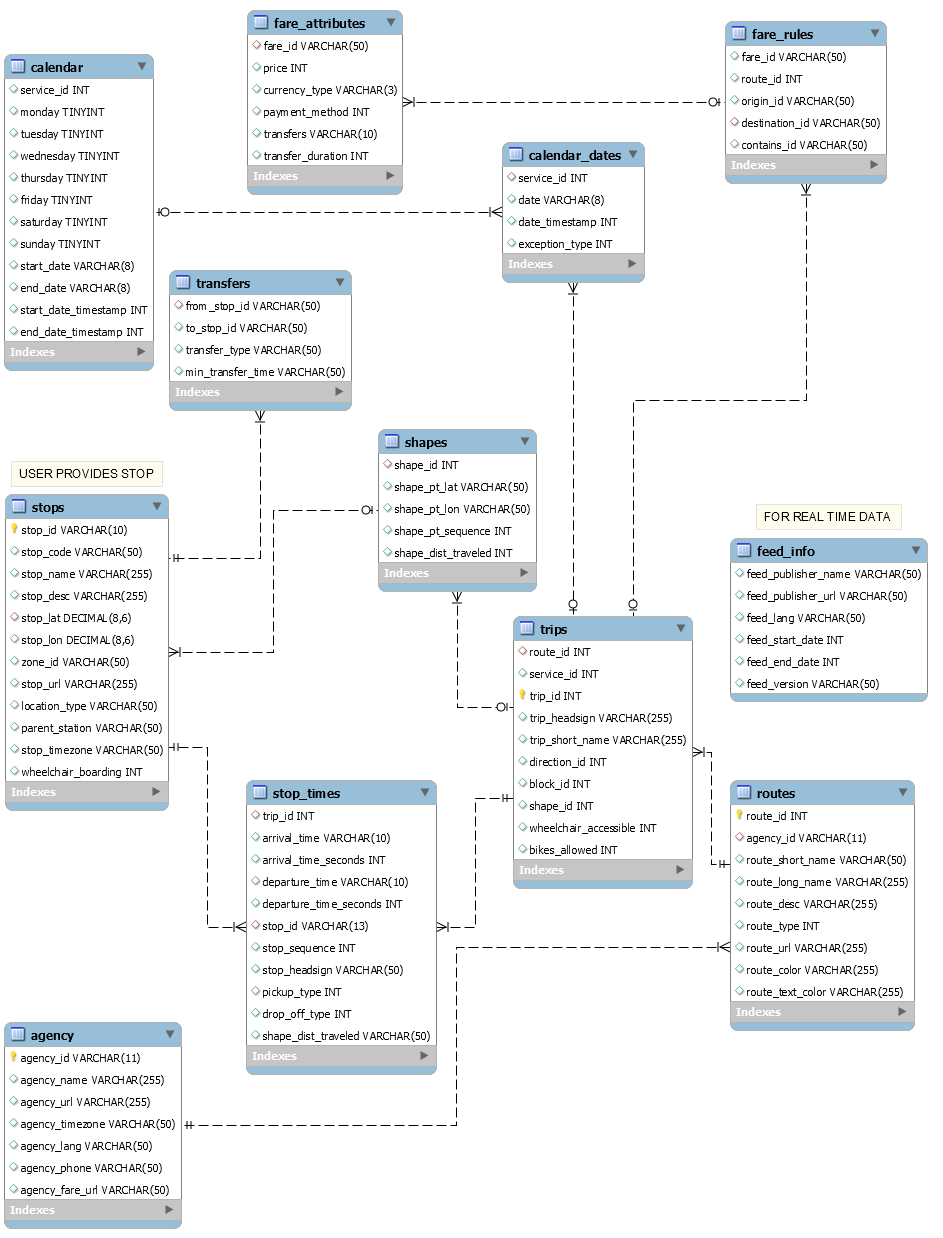 fare_attributes
fare_id VARCHAR(50)
price INT
currency_type VARCHAR(3)
payment_method INT
transfers VARCHAR(10)
transfer_duration INT
Indexes
fare_rules
fare_id VARCHAR(50)
route_id INT
origin_id VARCHAR(50)
destination_id VARCHAR(50)
contains_id VARCHAR(50)
Indexes
calendar
service_id INT
monday TINYINT
tuesday TINYINT
wednesday TINYINT
thursday TINYINT
friday TINYINT
saturday TINYINT
sunday TINYINT
start_date VARCHAR(8)
end_date VARCHAR(8)
start_date_timestamp INT
end_date_timestamp INT
Indexes
calendar_dates
service_id INT
date VARCHAR(8)
date_timestamp INT
exception_type INT
Indexes
transfers
from_stop_id VARCHAR(50)
to_stop_id VARCHAR(50)
transfer_type VARCHAR(50)
min_transfer_time VARCHAR(50)
Indexes
shapes
shape_id INT
shape_pt_lat VARCHAR(50)
shape_pt_lon VARCHAR(50)
shape_pt_sequence INT
shape_dist_traveled INT
Indexes
USER PROVIDES STOP
stops
stop_id VARCHAR(10)
stop_code VARCHAR(50)
stop_name VARCHAR(255)
stop_desc VARCHAR(255)
stop_lat DECIMAL(8,6)
stop_lon DECIMAL(8,6)
zone_id VARCHAR(50)
stop_url VARCHAR(255)
location_type VARCHAR(50)
parent_station VARCHAR(50)
stop_timezone VARCHAR(50)
wheelchair_boarding INT
Indexes
FOR REAL TIME DATA
feed_info
feed_publisher_name VARCHAR(50)
feed_publisher_url VARCHAR(50)
feed_lang VARCHAR(50)
feed_start_date INT
feed_end_date INT
feed_version VARCHAR(50)
trips
route_id INT
service_id INT
trip_id INT
trip_headsign VARCHAR(255)
trip_short_name VARCHAR(255)
direction_id INT
block_id INT
shape_id INT
wheelchair_accessible INT
bikes_allowed INT
Indexes
stop_times
trip_id INT
arrival_time VARCHAR(10)
arrival_time_seconds INT
departure_time VARCHAR(10)
departure_time_seconds INT
stop_id VARCHAR(13)
stop_sequence INT
stop_headsign VARCHAR(50)
pickup_type INT
drop_off_type INT
shape_dist_traveled VARCHAR(50)
Indexes
routes
route_id INT
agency_id VARCHAR(11)
route_short_name VARCHAR(50)
route_long_name VARCHAR(255)
route_desc VARCHAR(255)
route_type INT
route_url VARCHAR(255)
route_color VARCHAR(255)
route_text_color VARCHAR(255)
Indexes
agency
agency_id VARCHAR(11)
agency_name VARCHAR(255)
agency_url VARCHAR(255)
agency_timezone VARCHAR(50)
agency_lang VARCHAR(50)
agency_phone VARCHAR(50)
agency_fare_url VARCHAR(50)
Indexes